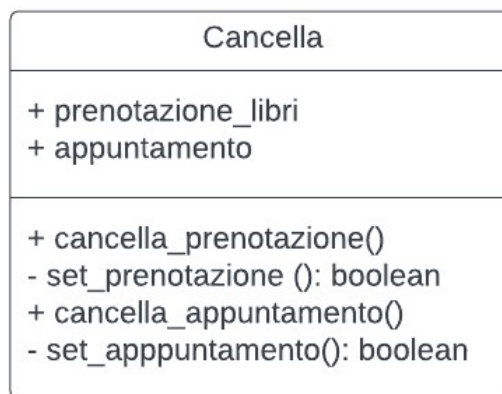 Cancella
+ prenotazione_libri
+ appuntamento
+ cancella_prenotazione()
- set_prenotazione (): boolean
+ cancella_appuntamento()
- set_apppuntamento(): boolean